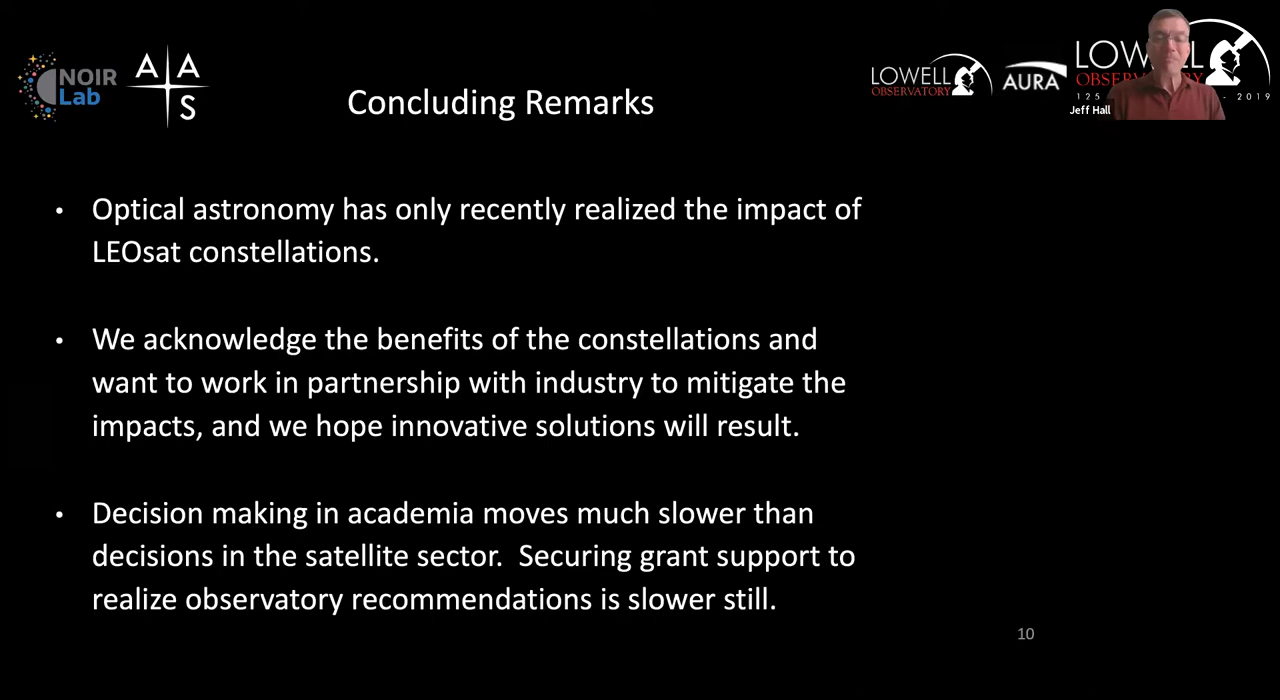 NOIR
Lab
A A
S
Concluding Remarks
LOWELL
OBSERVATORY
AURA
LOWELL
OBSERVATORY
Jeff Hall
• Optical astronomy has only recently realized the impact of
LEOsat constellations.
• We acknowledge the benefits of the constellations and
want to work in partnership with industry to mitigate the
impacts, and we hope innovative solutions will result.
• Decision making in academia moves much slower than
decisions in the satellite sector.  Securing grant support to
realize observatory recommendations is slower still.
10